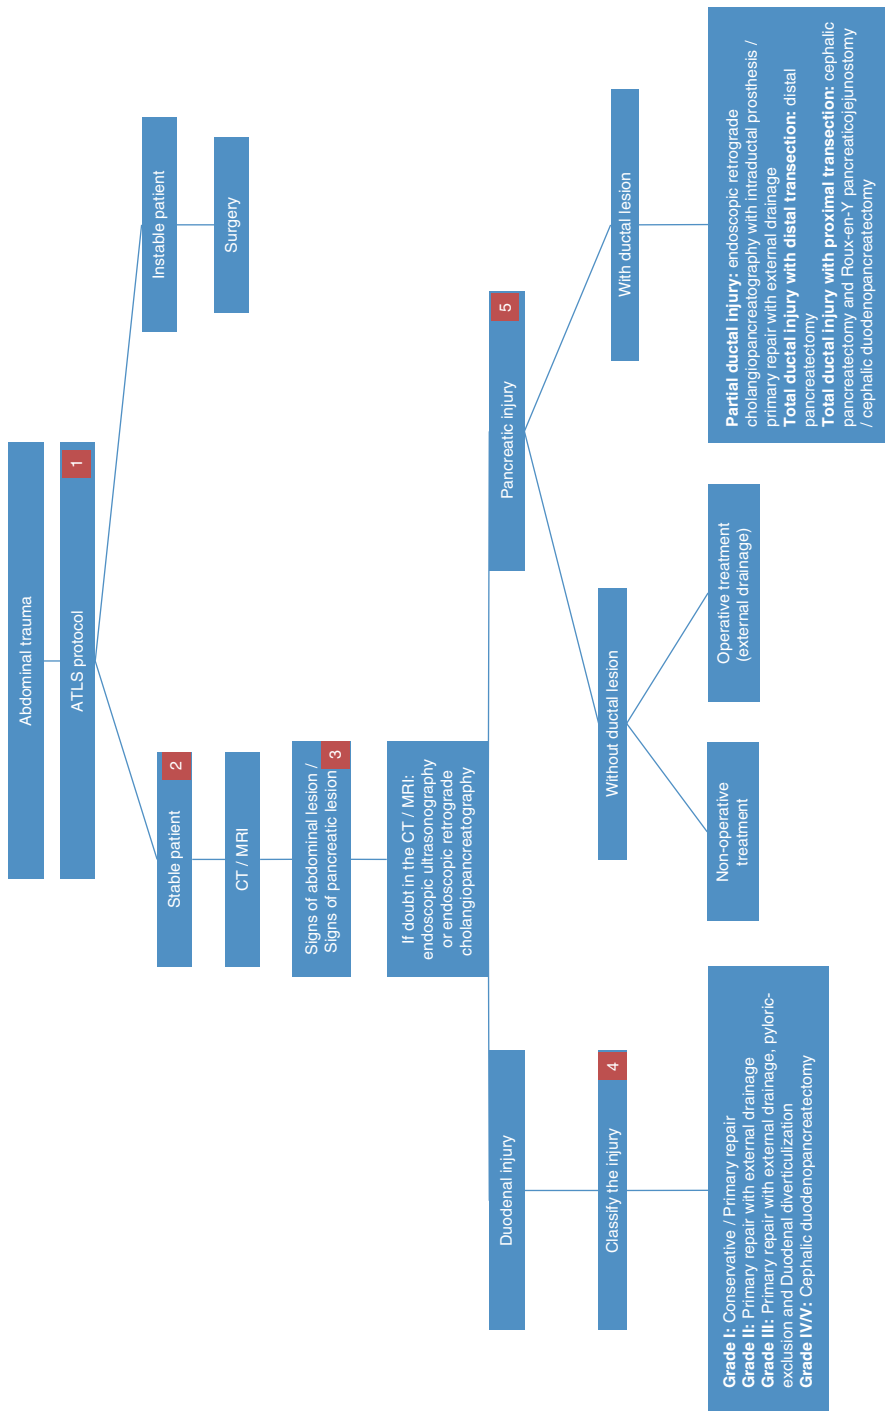 Abdominal trauma
ATLS protocol
1
Stable patient
2
Instable patient
CT / MRI
Surgery
Signs of abdominal lesion /
Signs of pancreatic lesion
3
If doubt in the CT / MRI:
endoscopic ultrasonography
or endoscopic retrograde
cholangiopancreatography
Duodenal injury
Pancreatic injury
5
Classify the injury
4
Without ductal lesion
With ductal lesion
Grade I: Conservative / Primary repair
Grade II: Primary repair with external drainage
Grade III: Primary repair with external drainage, pyloric-
exclusion and Duodenal diverticulization
Grade IV/V: Cephalic duodenopancreatectomy
Non-operative
treatment
Operative treatment
(external drainage)
Partial ductal injury: endoscopic retrograde
cholangiopancreatography with intraductal prosthesis /
primary repair with external drainage
Total ductal injury with distal transection: distal
pancreatectomy
Total ductal injury with proximal transection: cephalic
pancreatectomy and Roux-en-Y pancreaticojejunostomy
/ cephalic duodenopancreatectomy